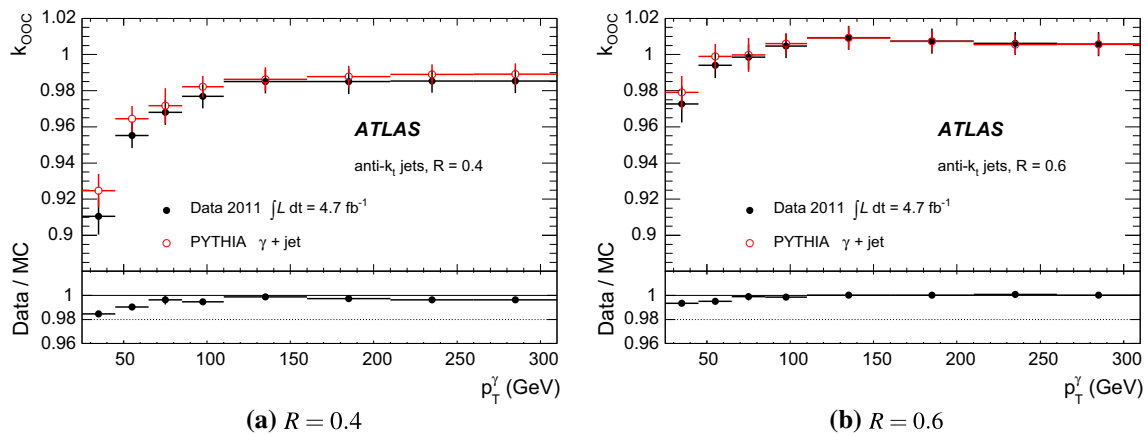 k_OOC
1.02
1
0.98
0.96
0.94
0.92
0.9
ATLAS
anti-k_t jets, R = 0.4
Data 2011 ∫L dt = 4.7 fb⁻¹
PYTHIA γ + jet
Data / MC
1
0.98
0.96
50 100 150 200 250 300
p_T^γ (GeV)
(a) R = 0.4
k_OOC
1.02
1
0.98
0.96
0.94
0.92
0.9
ATLAS
anti-k_t jets, R = 0.6
Data 2011 ∫L dt = 4.7 fb⁻¹
PYTHIA γ + jet
Data / MC
1
0.98
0.96
50 100 150 200 250 300
p_T^γ (GeV)
(b) R = 0.6